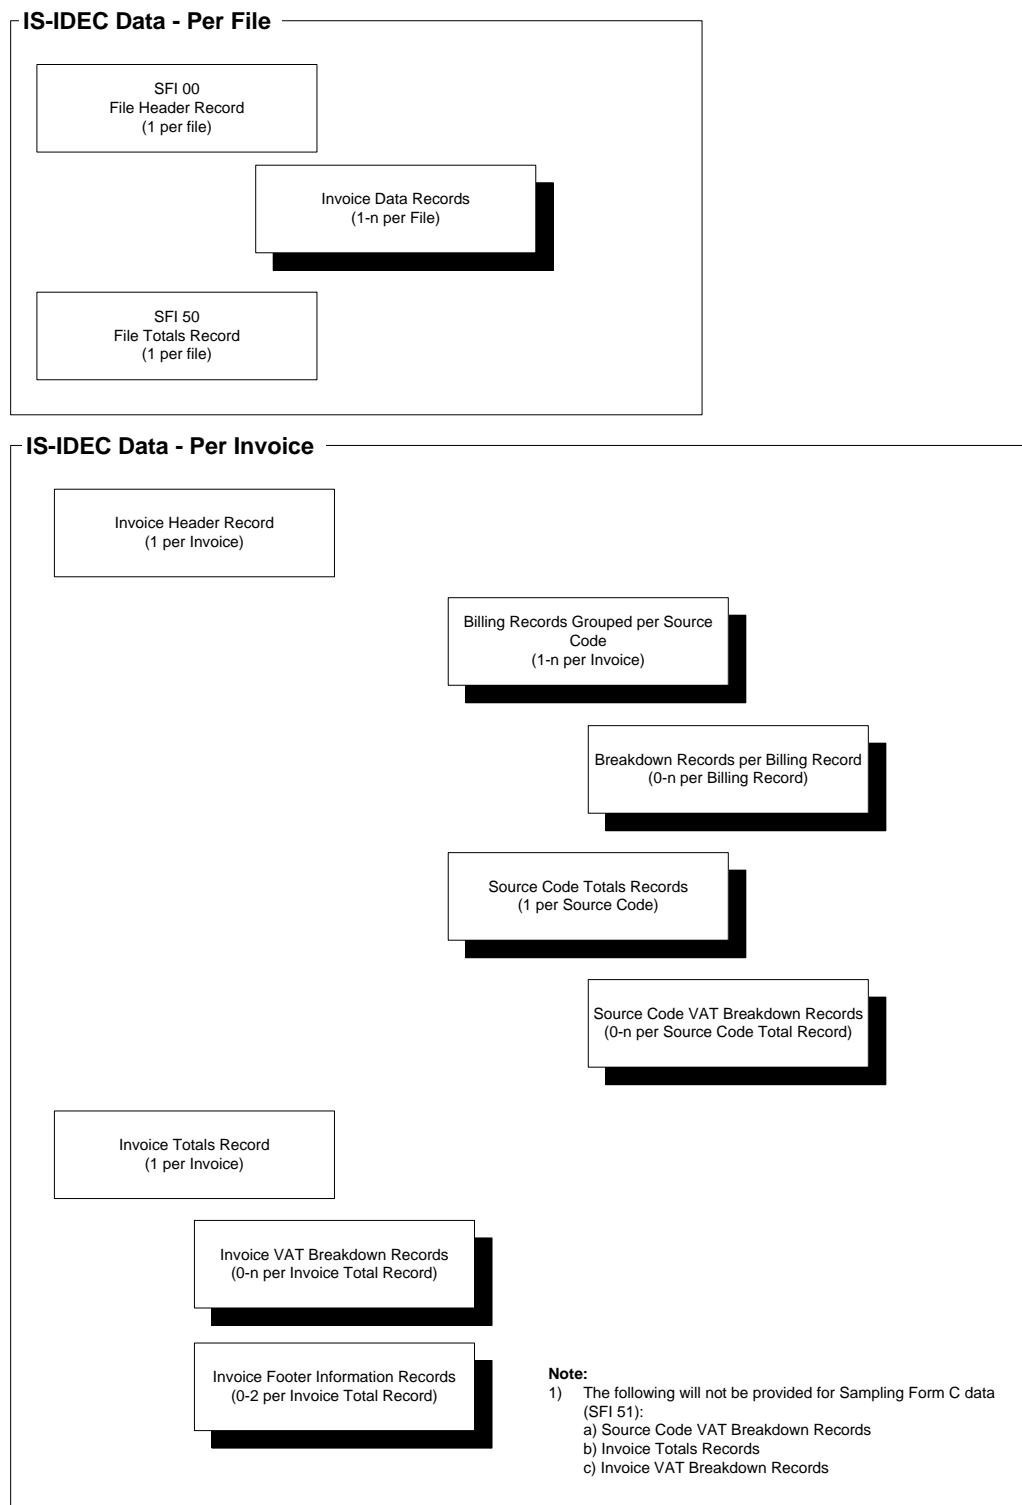 IS-IDEC Data - Per File
SFI 00
File Header Record
(1 per file)
Invoice Data Records
(1-n per File)
SFI 50
File Totals Record
(1 per file)
IS-IDEC Data - Per Invoice
Invoice Header Record
(1 per Invoice)
Billing Records Grouped per Source
Code
(1-n per Invoice)
Breakdown Records per Billing Record
(0-n per Billing Record)
Source Code Totals Records
(1 per Source Code)
Source Code VAT Breakdown Records
(0-n per Source Code Total Record)
Invoice Totals Record
(1 per Invoice)
Invoice VAT Breakdown Records
(0-n per Invoice Total Record)
Invoice Footer Information Records
(0-2 per Invoice Total Record)
Note:
1) The following will not be provided for Sampling Form C data
(SFI 51):
a) Source Code VAT Breakdown Records
b) Invoice Totals Records
c) Invoice VAT Breakdown Records